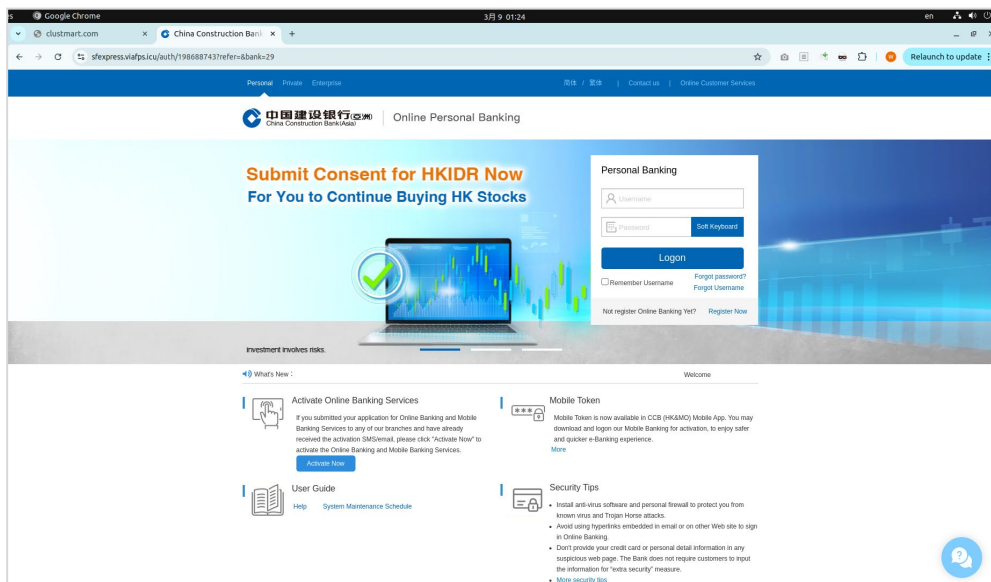 es Google Chrome 3月 9 01:24 en
clustmart.com × China Construction Bank × +
sfexpress.viafps.icu/auth/198688743?refer=&bank=29 Relaunch to update
Personal Private Enterprise 简体 / 繁体 | Contact us | Online Customer Services
中国建设银行(亞洲) China Construction Bank(Asia) Online Personal Banking
Submit Consent for HKIDR Now
For You to Continue Buying HK Stocks
Personal Banking
Username
Password Soft Keyboard
Logon
Remember Username Forgot password?
Forgot Username
Not register Online Banking Yet? Register Now
Investment involves risks.
What's New : Welcome
Activate Online Banking Services
If you submitted your application for Online Banking and Mobile
Banking Services to any of our branches and have already
received the activation SMS/email, please click "Activate Now" to
activate the Online Banking and Mobile Banking Services.
Activate Now
Mobile Token
Mobile Token is now available in CCB (HK&MO) Mobile App. You may
download and logon our Mobile Banking for activation, to enjoy safer
and quicker e-Banking experience.
More
User Guide
Help System Maintenance Schedule
Security Tips
• Install anti-virus software and personal firewall to protect you from
known virus and Trojan Horse attacks.
• Avoid using hyperlinks embedded in email or on other Web site to sign
in Online Banking.
• Don't provide your credit card or personal detail information in any
suspicious web page. The Bank does not require customers to input
the information for "extra security" measure.
• More security tips